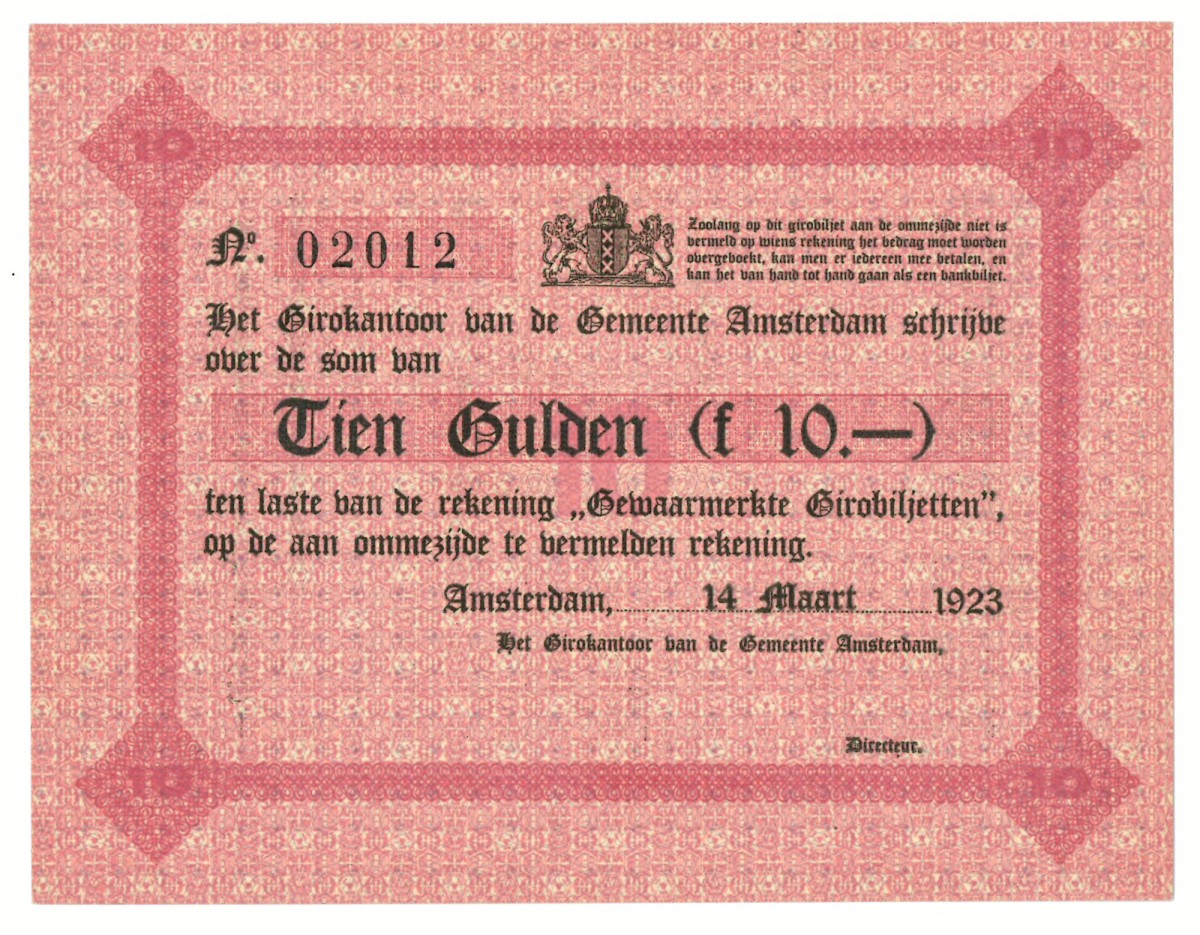 10 10
Nº. 02012
Zoolang op dit girobiljet aan de ommezijde niet is
vermeld op wiens rekening het bedrag moet worden
overgeboekt, kan men er iedereen mee betalen, en
kan het van hand tot hand gaan als een bankbiljet.
Het Girokantoor van de Gemeente Amsterdam schrijve
over de som van
Tien Gulden (f 10.—)
10
ten laste van de rekening „Gewaarmerkte Girobiljetten”,
op de aan ommezijde te vermelden rekening.
Amsterdam, 14 Maart 1923
Het Girokantoor van de Gemeente Amsterdam,
Directeur.
10 10